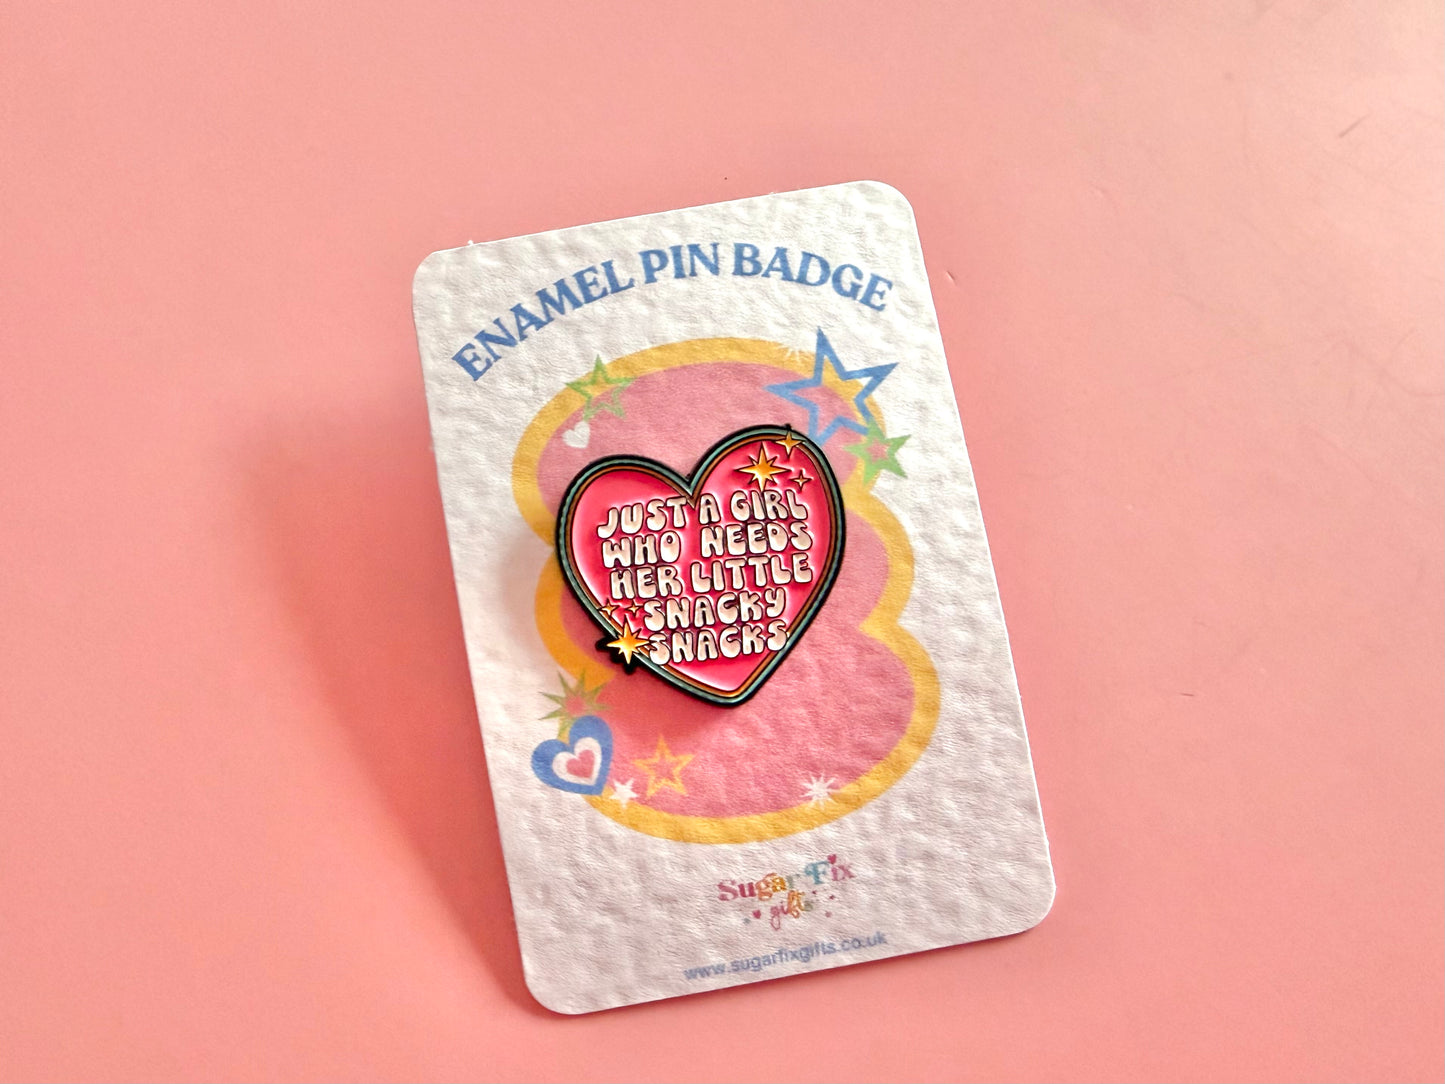 ENAMEL PIN BADGE
JUST A GIRL
WHO NEEDS
HER LITTLE
SNACKY
SNACKS
Sugar Fix
gifts
www.sugarfixgifts.co.uk